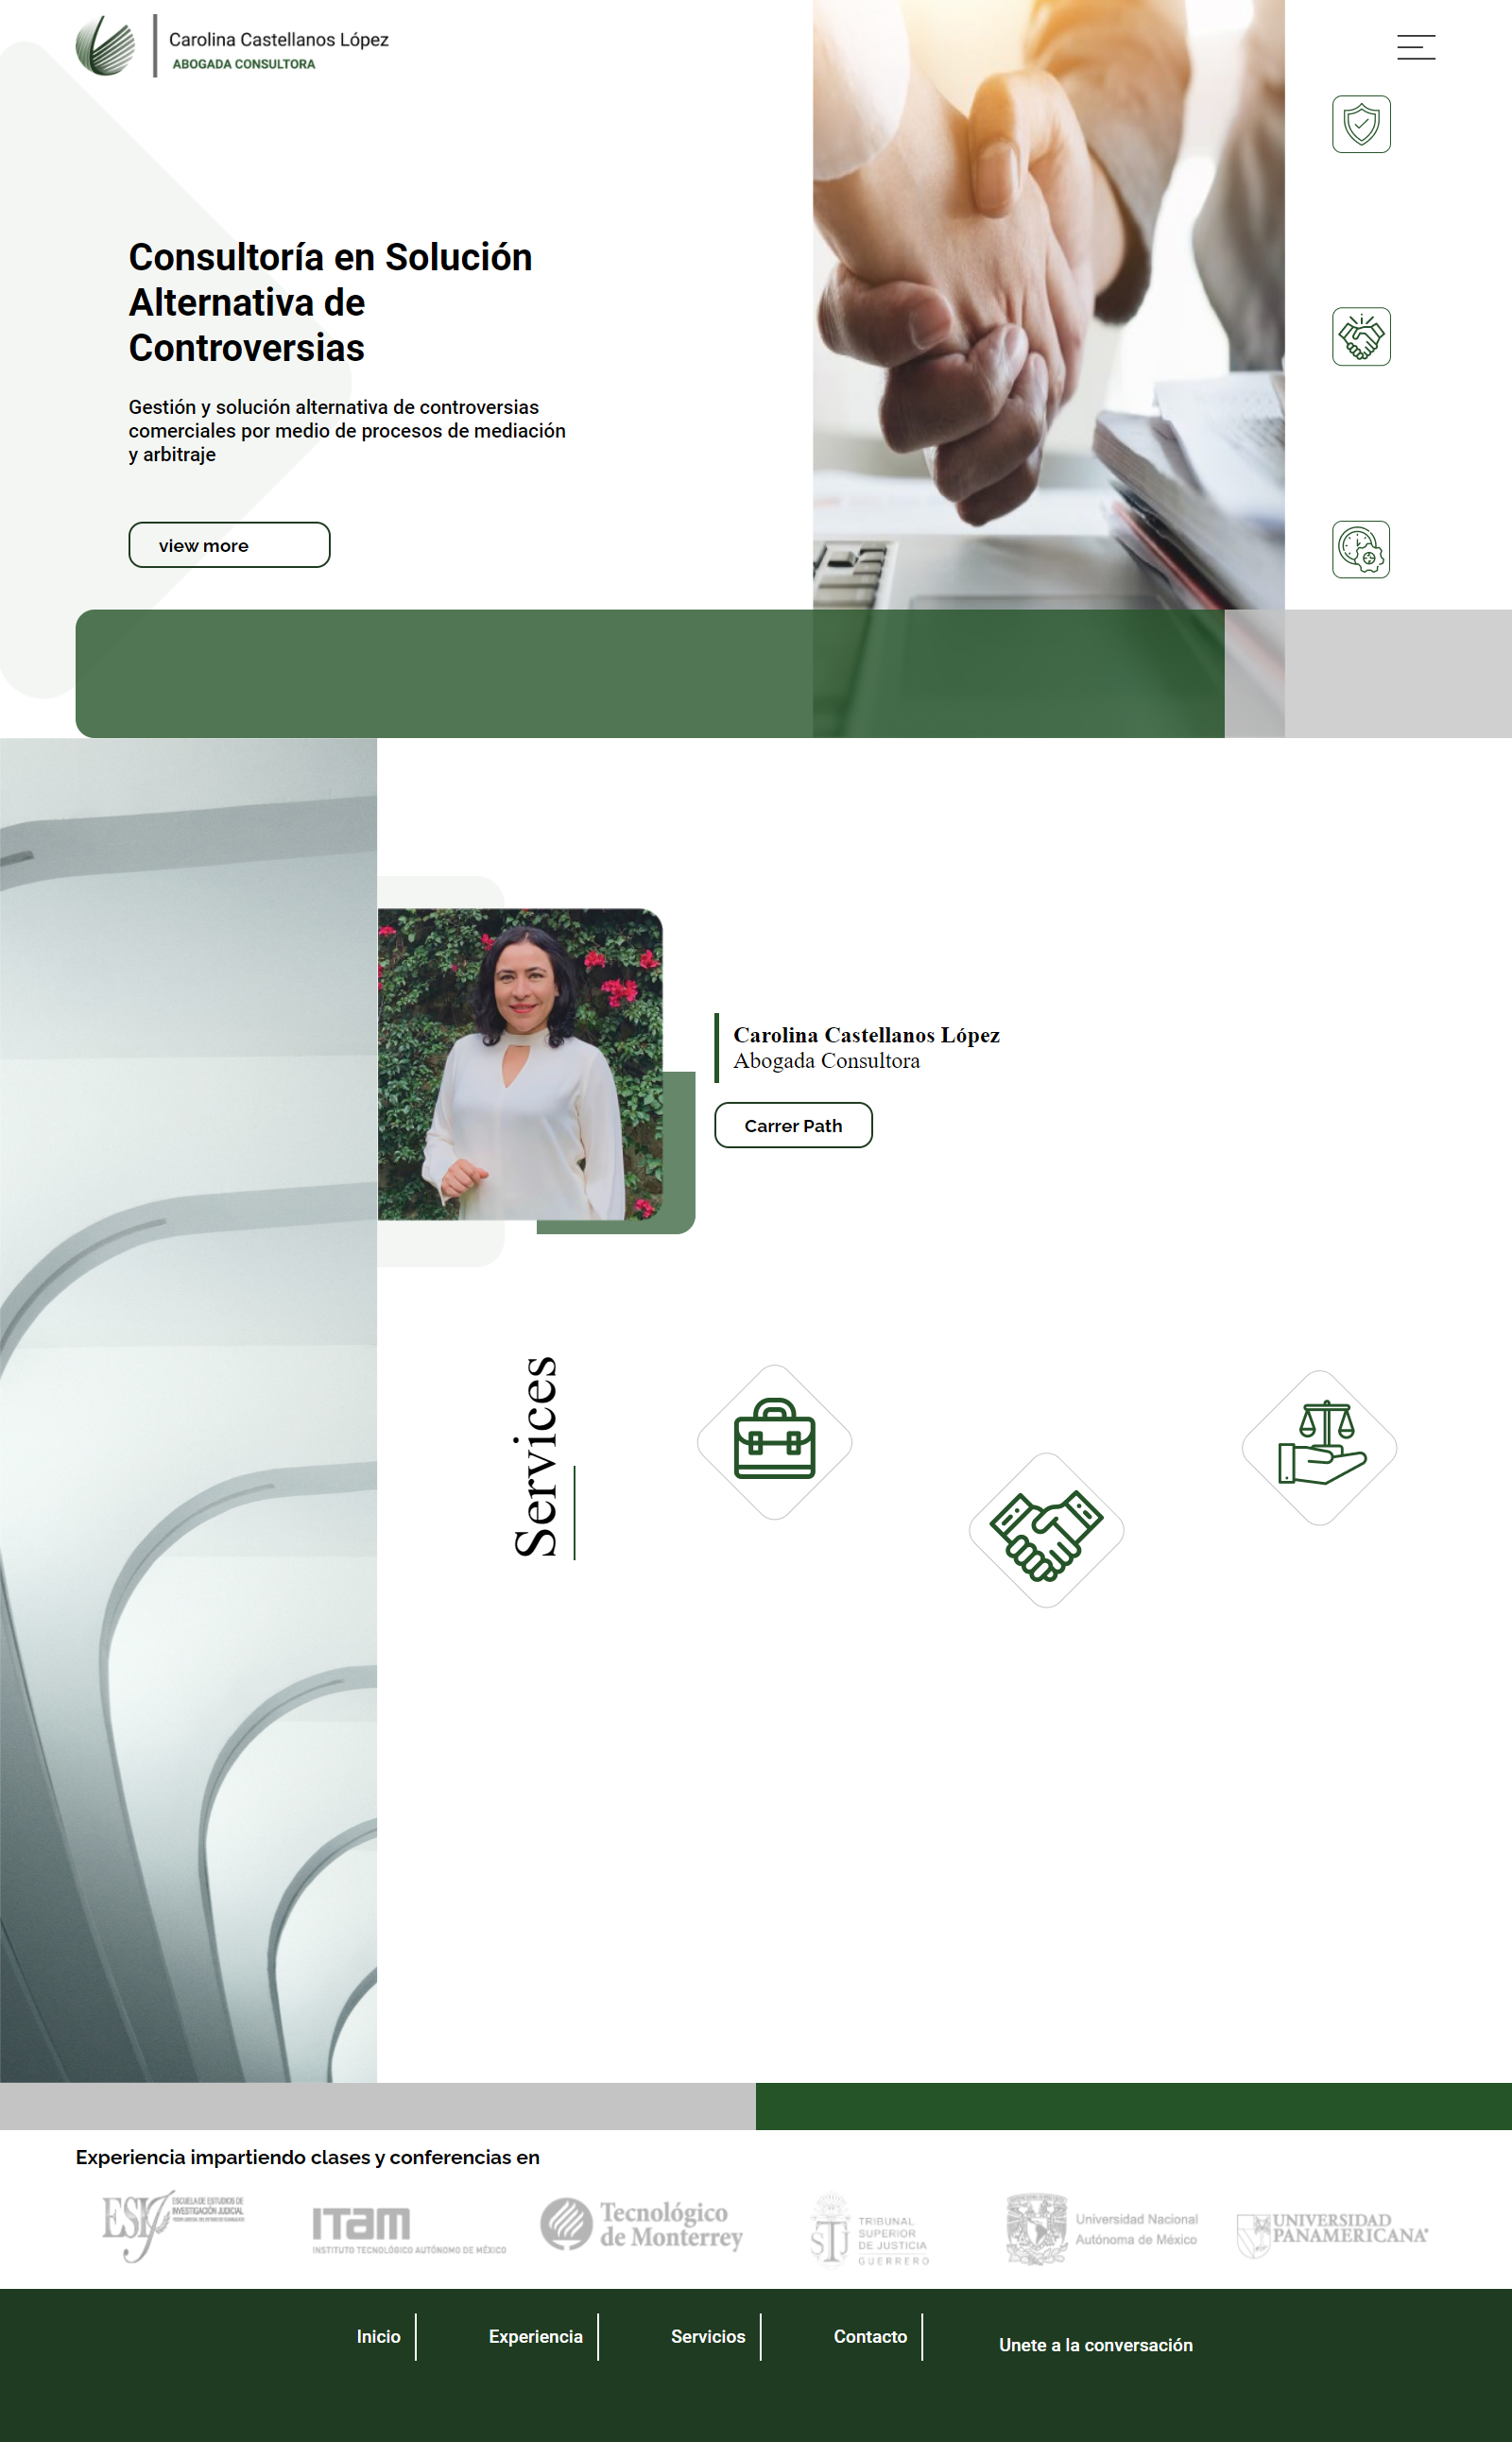 Carolina Castellanos López
ABOGADA CONSULTORA
Consultoría en Solución
Alternativa de
Controversias
Gestión y solución alternativa de controversias
comerciales por medio de procesos de mediación
y arbitraje
view more
Carolina Castellanos López
Abogada Consultora
Carrer Path
Services
Experiencia impartiendo clases y conferencias en
ESIJ
ESCUELA DE ESTUDIOS DE
INVESTIGACIÓN JUDICIAL
ITAM
INSTITUTO TECNOLÓGICO AUTÓNOMO DE MÉXICO
Tecnológico
de Monterrey
STJ
TRIBUNAL
SUPERIOR
DE JUSTICIA
GUERRERO
Universidad Nacional
Autónoma de México
UNIVERSIDAD
PANAMERICANA
Inicio
Experiencia
Servicios
Contacto
Unete a la conversación